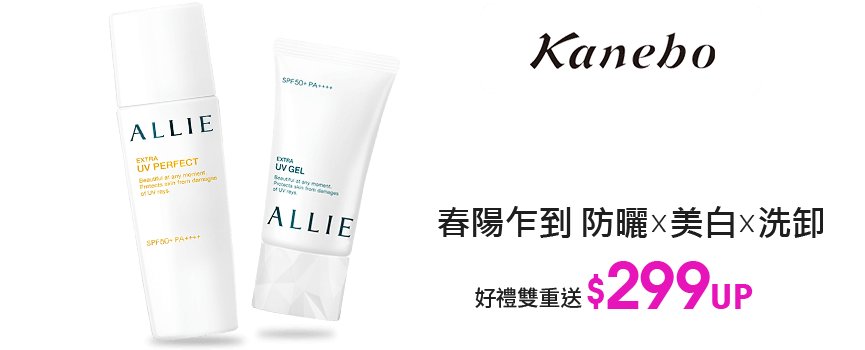 ALLIE
EXTRA
UV PERFECT
Beautiful at any moment.
Protects skin from damages
of UV rays.
SPF50+ PA++++
SPF50+ PA++++
EXTRA
UV GEL
Beautiful at any moment.
Protects skin from damages
of UV rays.
ALLIE
Kanebo
春陽乍到 防曬x美白x洗卸
好禮雙重送 $299UP